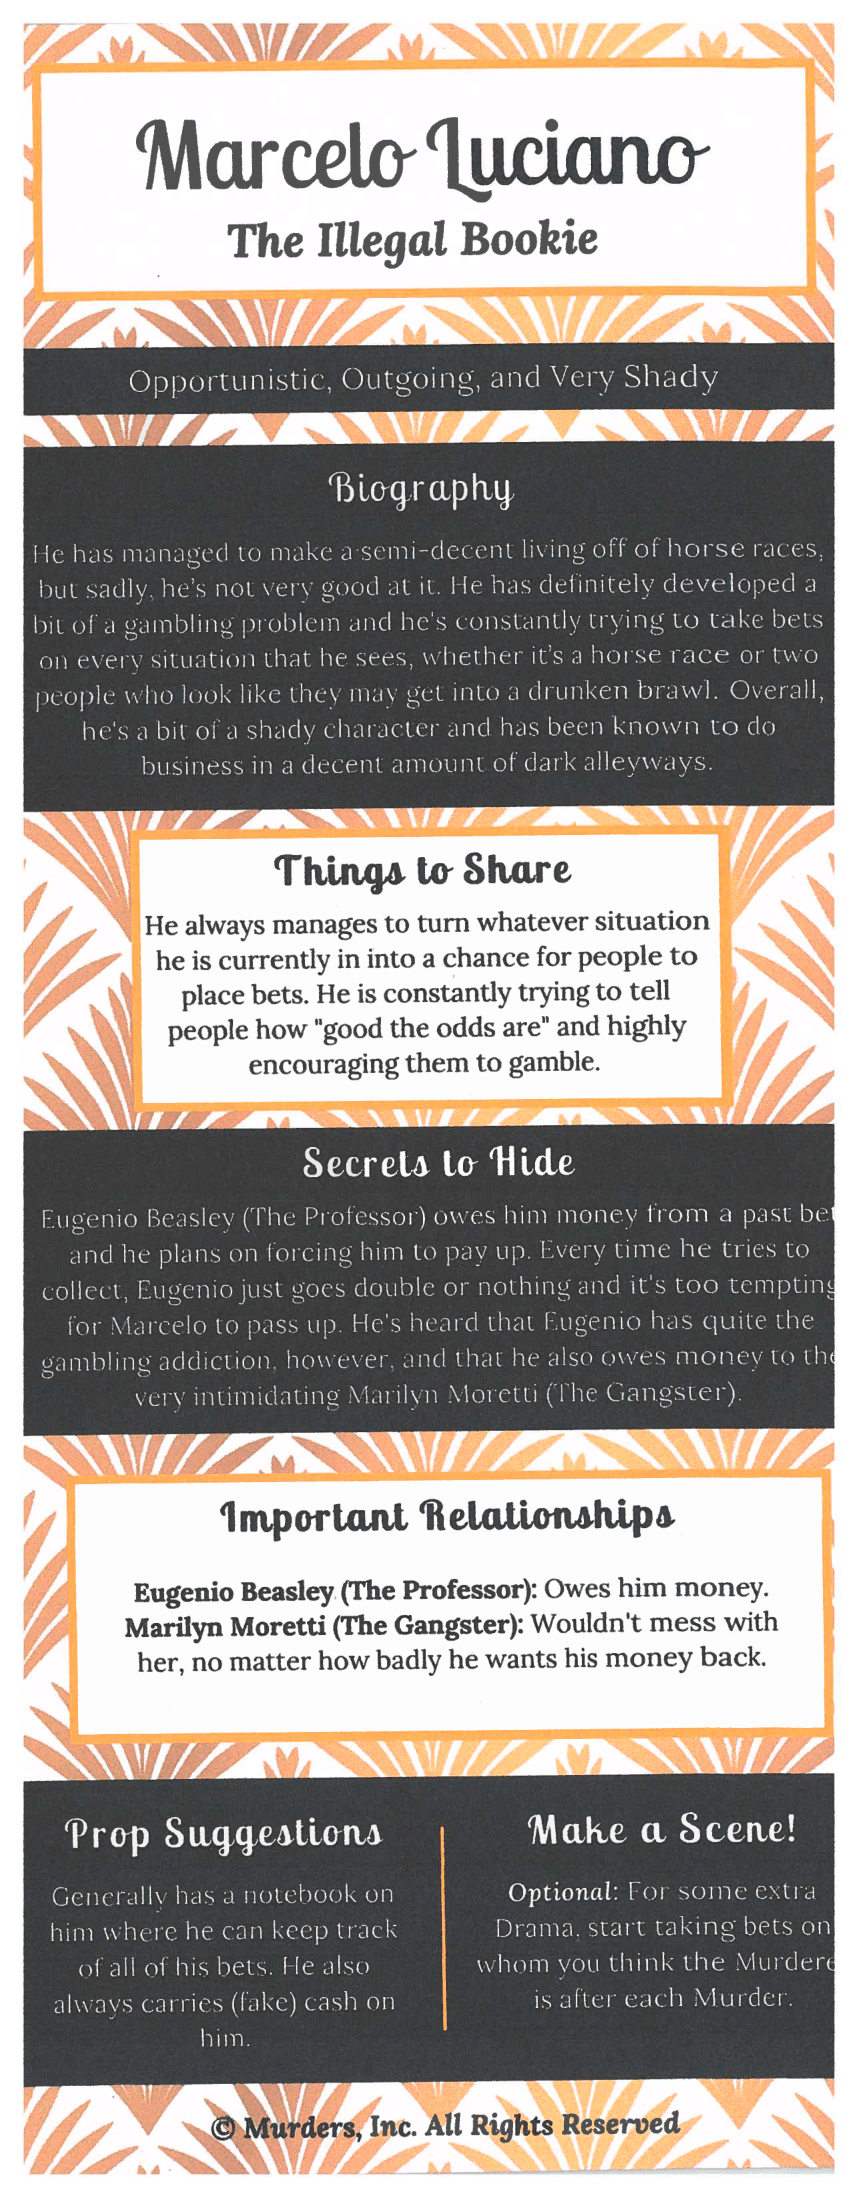 Marcelo Luciano
The Illegal Bookie
Opportunistic, Outgoing, and Very Shady
Biography
He has managed to make a semi-decent living off of horse races,
but sadly, he's not very good at it. He has definitely developed a
bit of a gambling problem and he's constantly trying to take bets
on every situation that he sees, whether it's a horse race or two
people who look like they may get into a drunken brawl. Overall,
he's a bit of a shady character and has been known to do
business in a decent amount of dark alleyways.
Things to Share
He always manages to turn whatever situation
he is currently in into a chance for people to
place bets. He is constantly trying to tell
people how "good the odds are" and highly
encouraging them to gamble.
Secrets to Hide
Eugenio Beasley (The Professor) owes him money from a past bet
and he plans on forcing him to pay up. Every time he tries to
collect, Eugenio just goes double or nothing and it's too tempting
for Marcelo to pass up. He's heard that Eugenio has quite the
gambling addiction, however, and that he also owes money to the
very intimidating Marilyn Moretti (The Gangster).
Important Relationships
Eugenio Beasley (The Professor): Owes him money.
Marilyn Moretti (The Gangster): Wouldn't mess with
her, no matter how badly he wants his money back.
Prop Suggestions
Generally has a notebook on
him where he can keep track
of all of his bets. He also
always carries (fake) cash on
him.
Make a Scene!
Optional: For some extra
Drama, start taking bets on
whom you think the Murdere
is after each Murder.
© Murders, Inc. All Rights Reserved